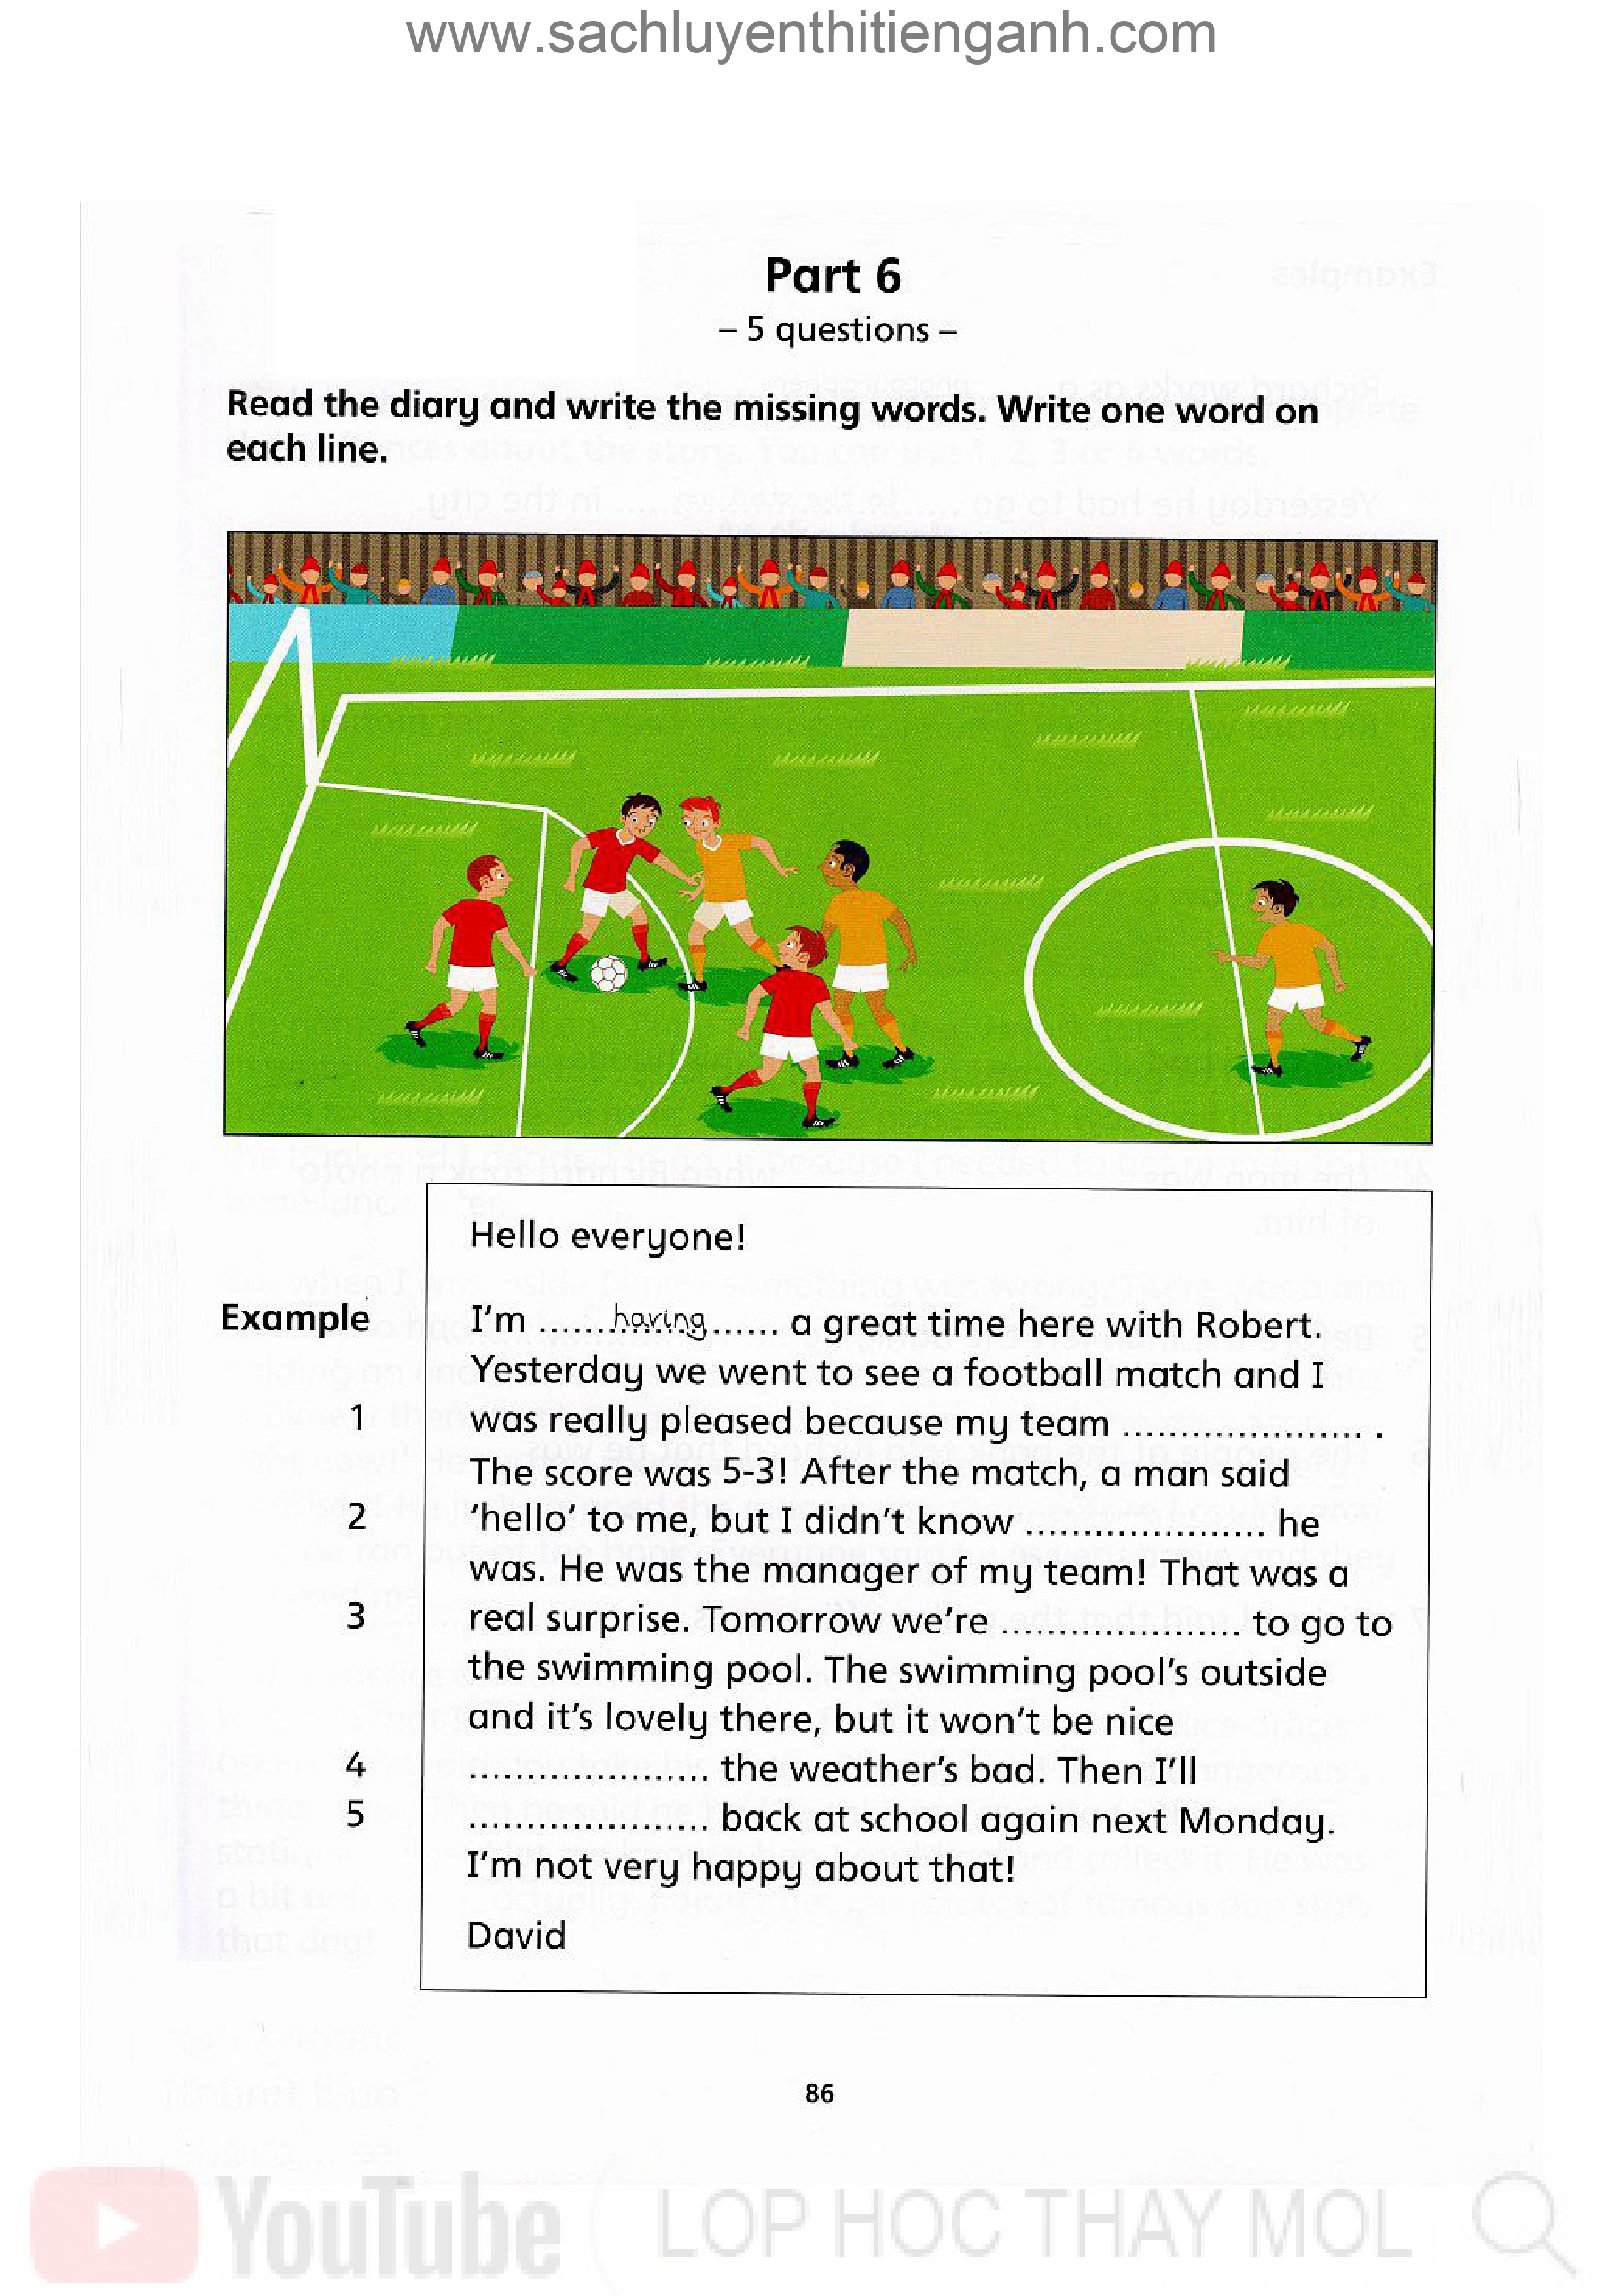 www.sachluyenthitienganh.com
Part 6
– 5 questions –
Read the diary and write the missing words. Write one word on
each line.
Hello everyone!
Example I'm ......having...... a great time here with Robert.
Yesterday we went to see a football match and I
1 was really pleased because my team ..................... .
The score was 5-3! After the match, a man said
2 'hello' to me, but I didn't know ..................... he
was. He was the manager of my team! That was a
3 real surprise. Tomorrow we're ..................... to go to
the swimming pool. The swimming pool's outside
and it's lovely there, but it won't be nice
4 ..................... the weather's bad. Then I'll
5 ..................... back at school again next Monday.
I'm not very happy about that!
David
86
YouTube LOP HOC THAY MOL